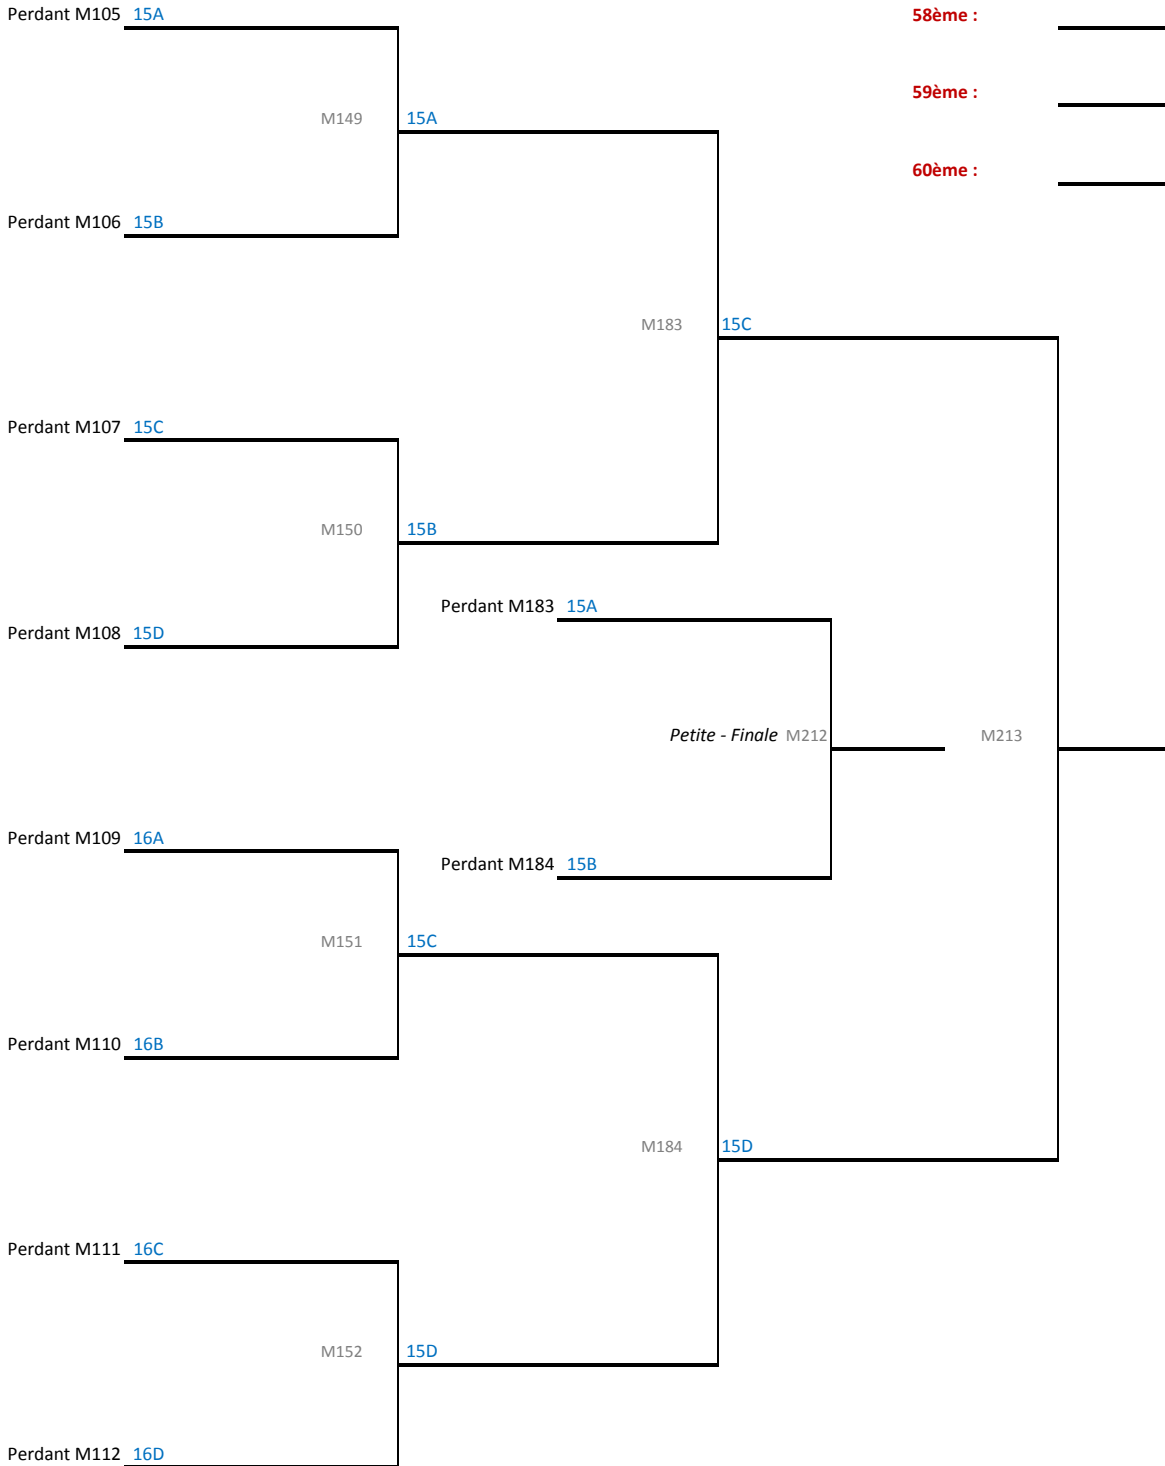 Perdant M105 15A
58ème :
59ème :
M149 15A
60ème :
Perdant M106 15B
M183 15C
Perdant M107 15C
M150 15B
Perdant M183 15A
Perdant M108 15D
Petite - Finale M212
M213
Perdant M109 16A
Perdant M184 15B
M151 15C
Perdant M110 16B
M184 15D
Perdant M111 16C
M152 15D
Perdant M112 16D